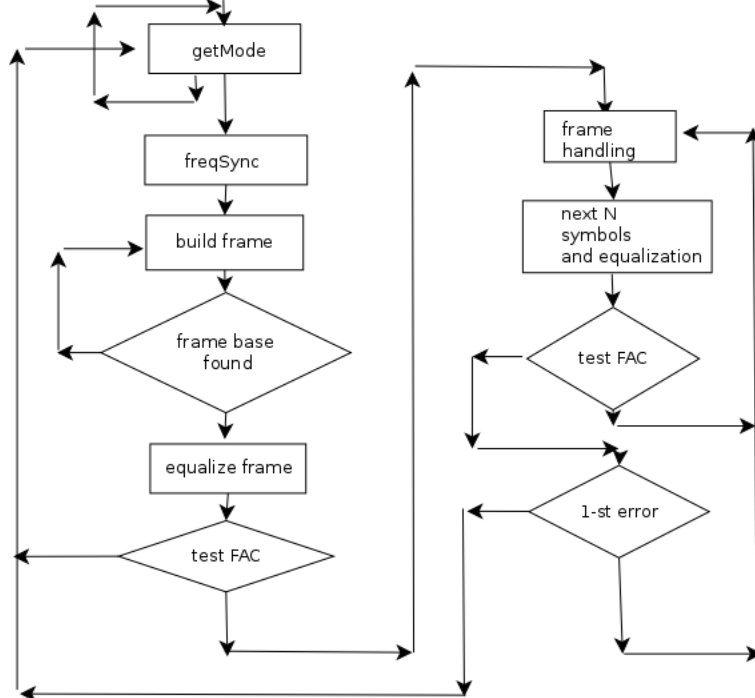 getMode
freqSync
build frame
frame base
found
equalize frame
test FAC
frame
handling
next N
symbols
and equalization
test FAC
1-st error